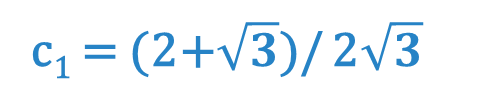 c₁ = (2+√3)/ 2√3